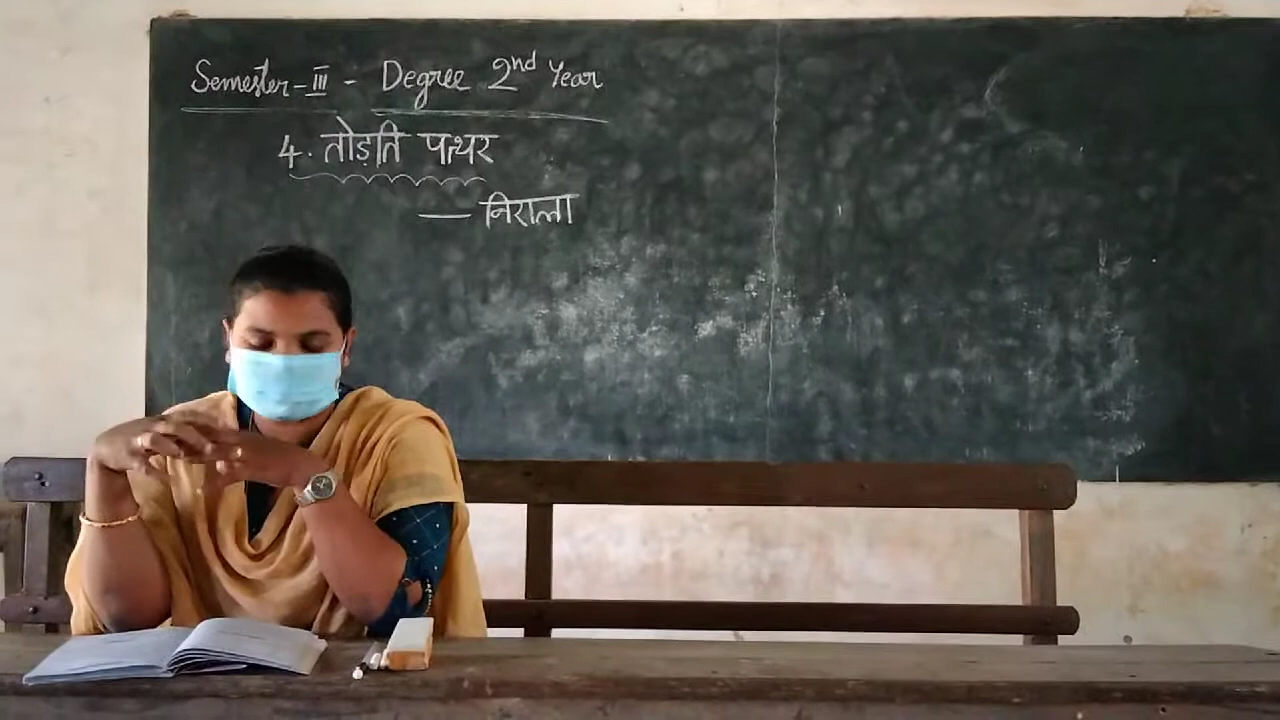 Semester-III - Degree 2nd Year
4. तोड़ति पत्थर
— निराला